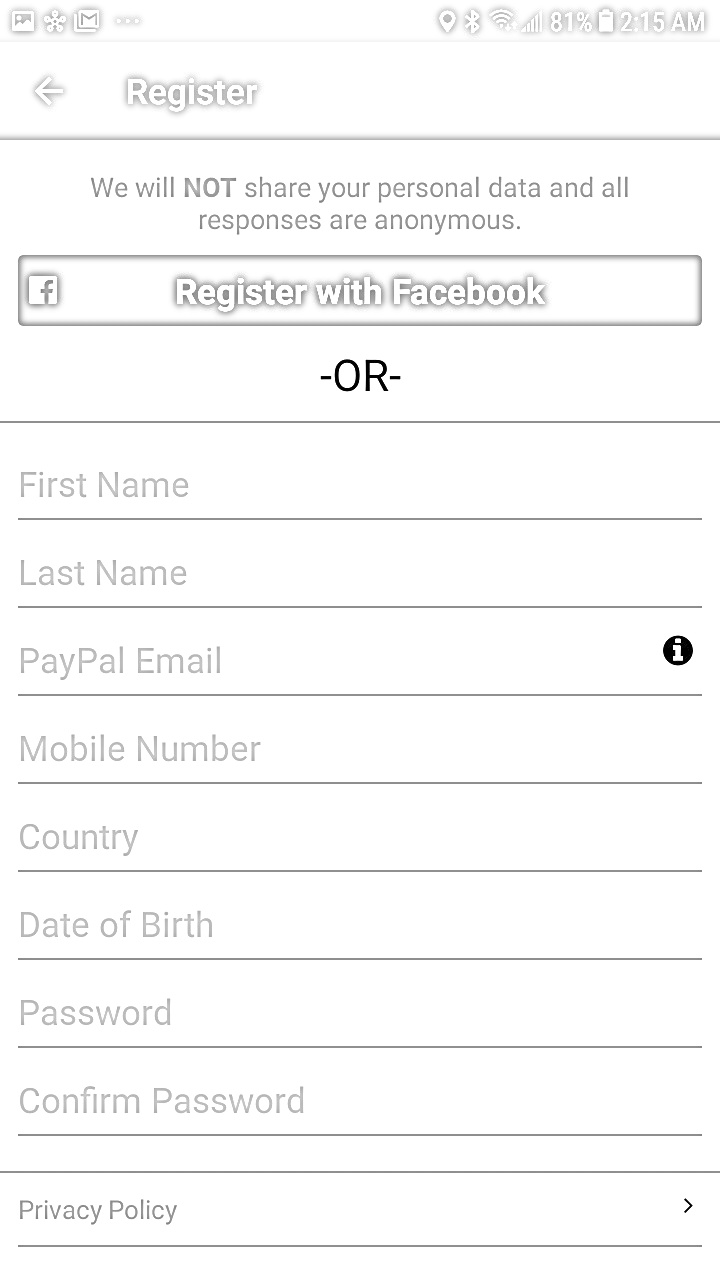 81% 2:15 AM
Register
We will NOT share your personal data and all
responses are anonymous.
Register with Facebook
-OR-
First Name
Last Name
PayPal Email
Mobile Number
Country
Date of Birth
Password
Confirm Password
Privacy Policy